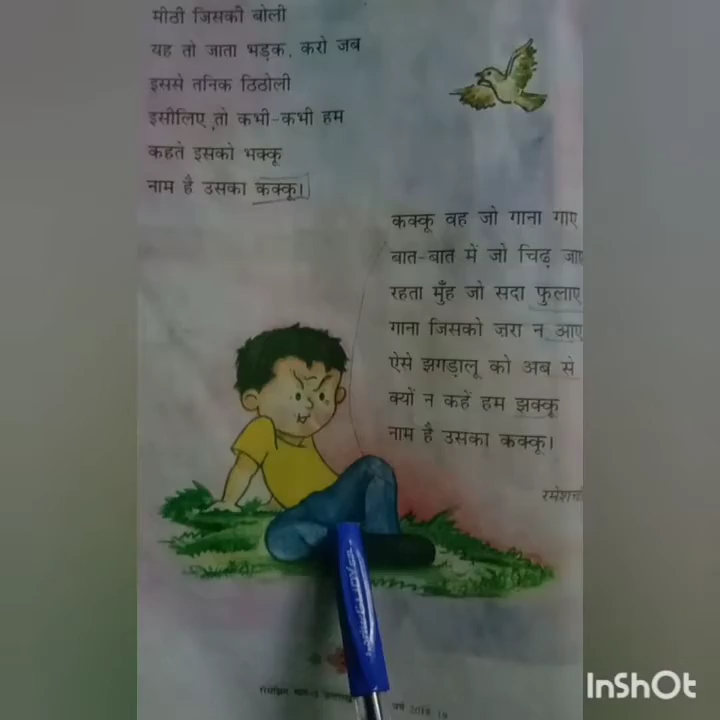 मीठी जिसकी बोली
यह तो जाता भड़क, करो जब
इससे तनिक ठिठोली
इसीलिए तो कभी-कभी हम
कहते इसको भक्कू
नाम है उसका कक्कू।
कक्कू वह जो गाना गाए
बात-बात में जो चिढ़ जाए
रहता मुँह जो सदा फुलाए
गाना जिसको ज़रा न आए
ऐसे झगड़ालू को अब से
क्यों न कहें हम झक्कू
नाम है उसका कक्कू।
InShOt